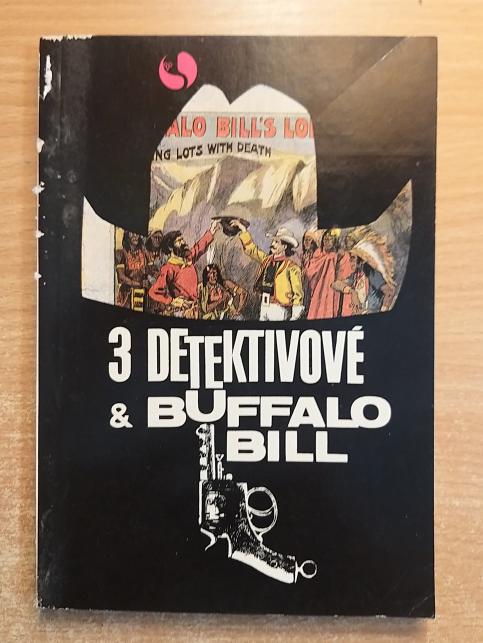 ALO BILL'S LO
NG LOTS WITH DEATH
3 DETEKTIVOVÉ
& BUFFALO
BILL